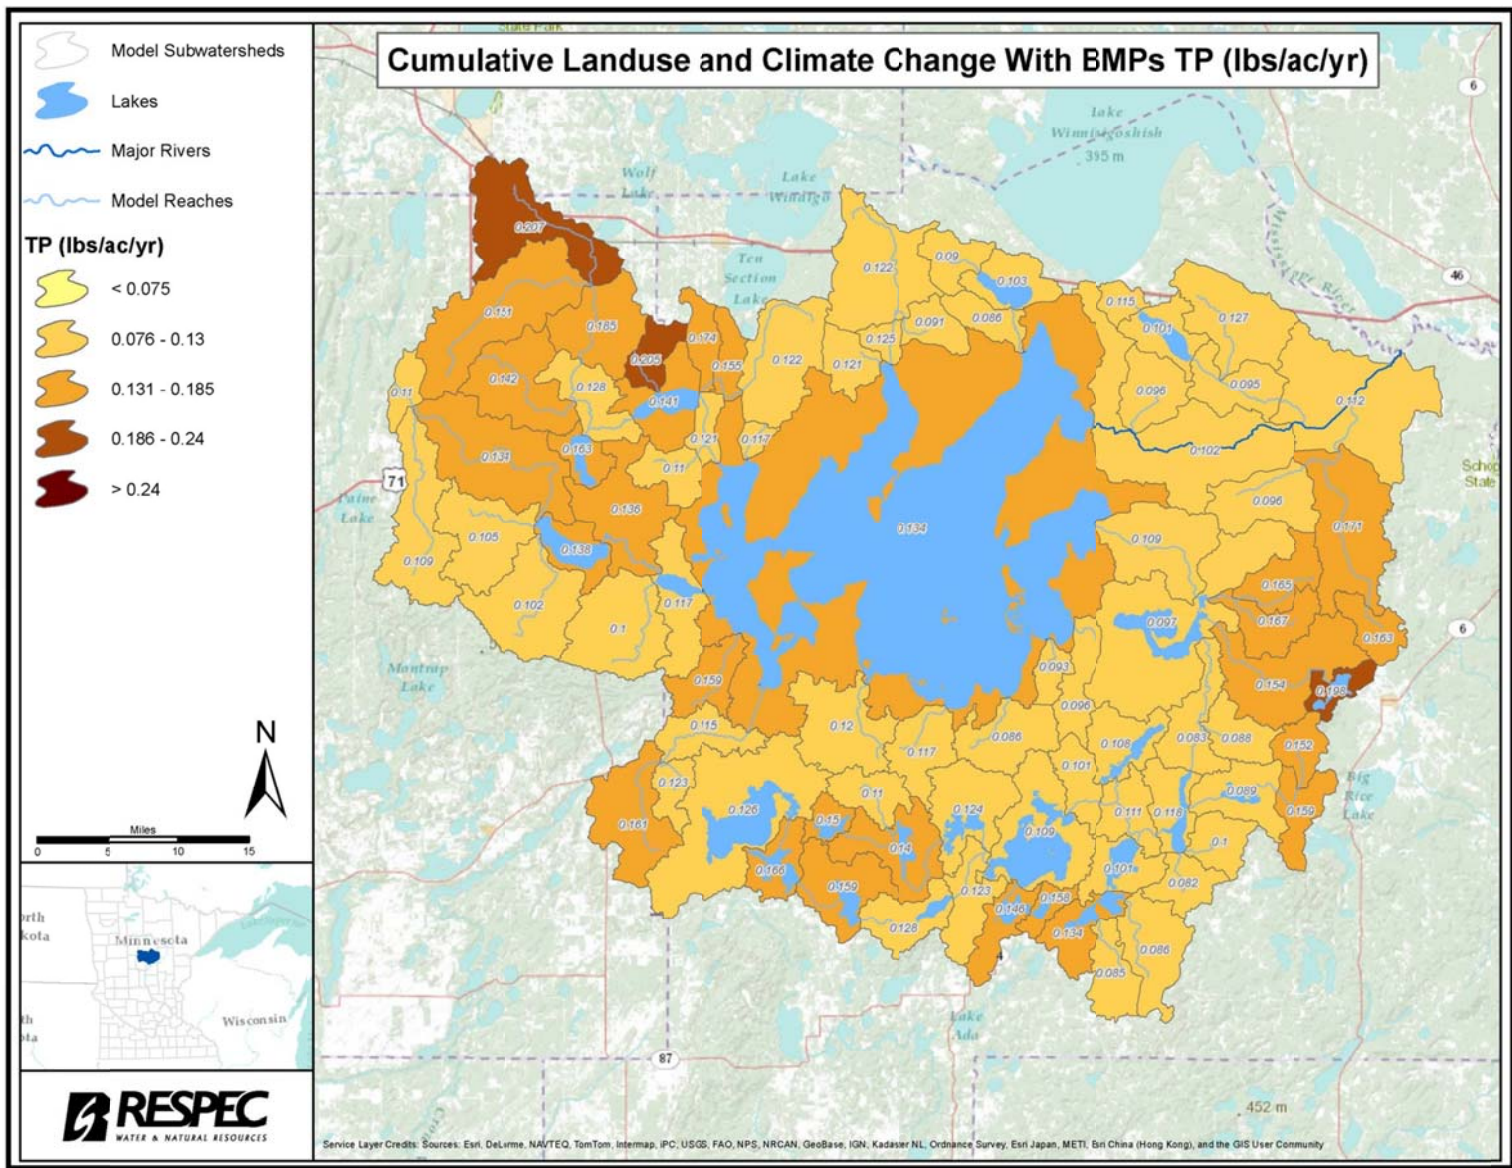 Cumulative Landuse and Climate Change With BMPs TP (lbs/ac/yr)
Model Subwatersheds
Lakes
Major Rivers
Model Reaches
TP (lbs/ac/yr)
< 0.075
0.076 - 0.13
0.131 - 0.185
0.186 - 0.24
> 0.24
N
Miles
0 5 10 15
Minnesota
Wisconsin
RESPEC
WATER & NATURAL RESOURCES
State Park
6
Lake
Winnibigoshish
395 m
Wolf
Lake
Lake
Windigo
Mississippi River
46
Ten
Section
Lake
0.207
0.122
0.09
0.103
0.151
0.185
0.205
0.174
0.155
0.122
0.121
0.125
0.091
0.086
0.115
0.101
0.127
0.142
0.128
0.141
0.11
0.121
0.117
0.096
0.095
0.112
0.134
0.163
0.11
0.102
71
0.136
0.096
0.134
0.171
0.105
0.138
0.109
0.109
0.102
0.1
0.117
0.165
0.097
0.167
0.163
6
Mantrap
Lake
0.159
0.093
0.154
0.198
0.115
0.12
0.117
0.086
0.096
0.108
0.083
0.088
0.152
0.123
0.101
0.126
0.11
0.124
0.109
0.111
0.118
0.089
0.159
Big
Rice
Lake
0.161
0.15
0.14
0.1
0.166
0.159
0.123
0.101
0.082
0.128
0.146
0.158
0.134
0.086
0.085
4
Lake
Ada
87
452 m
Service Layer Credits: Sources: Esri, DeLorme, NAVTEQ, TomTom, Intermap, iPC, USGS, FAO, NPS, NRCAN, GeoBase, IGN, Kadaster NL, Ordnance Survey, Esri Japan, METI, Esri China (Hong Kong), and the GIS User Community